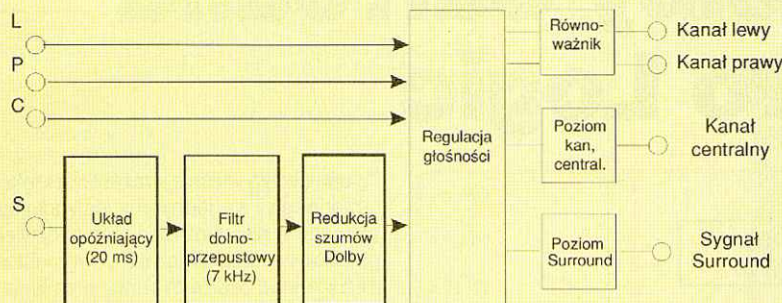 L
P
C
S
Układ
opóźniający
(20 ms)
Filtr
dolno-
przepustowy
(7 kHz)
Redukcja
szumów
Dolby
Regulacja
głośności
Równo-
ważnik
Kanał lewy
Kanał prawy
Poziom
kan,
central.
Kanał
centralny
Poziom
Surround
Sygnał
Surround